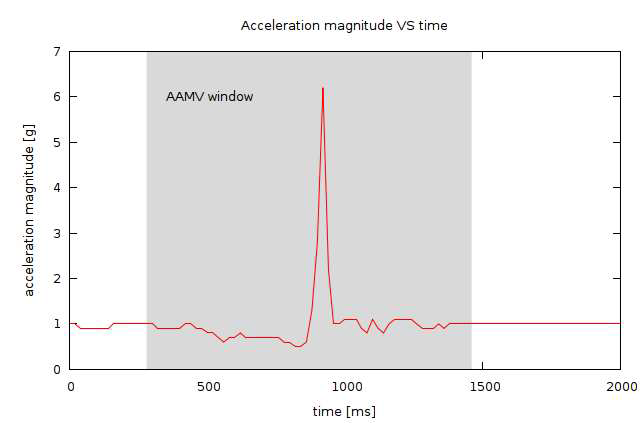 Acceleration magnitude VS time
7
6
5
4
3
2
1
0
acceleration magnitude [g]
AAMV window
0 500 1000 1500 2000
time [ms]